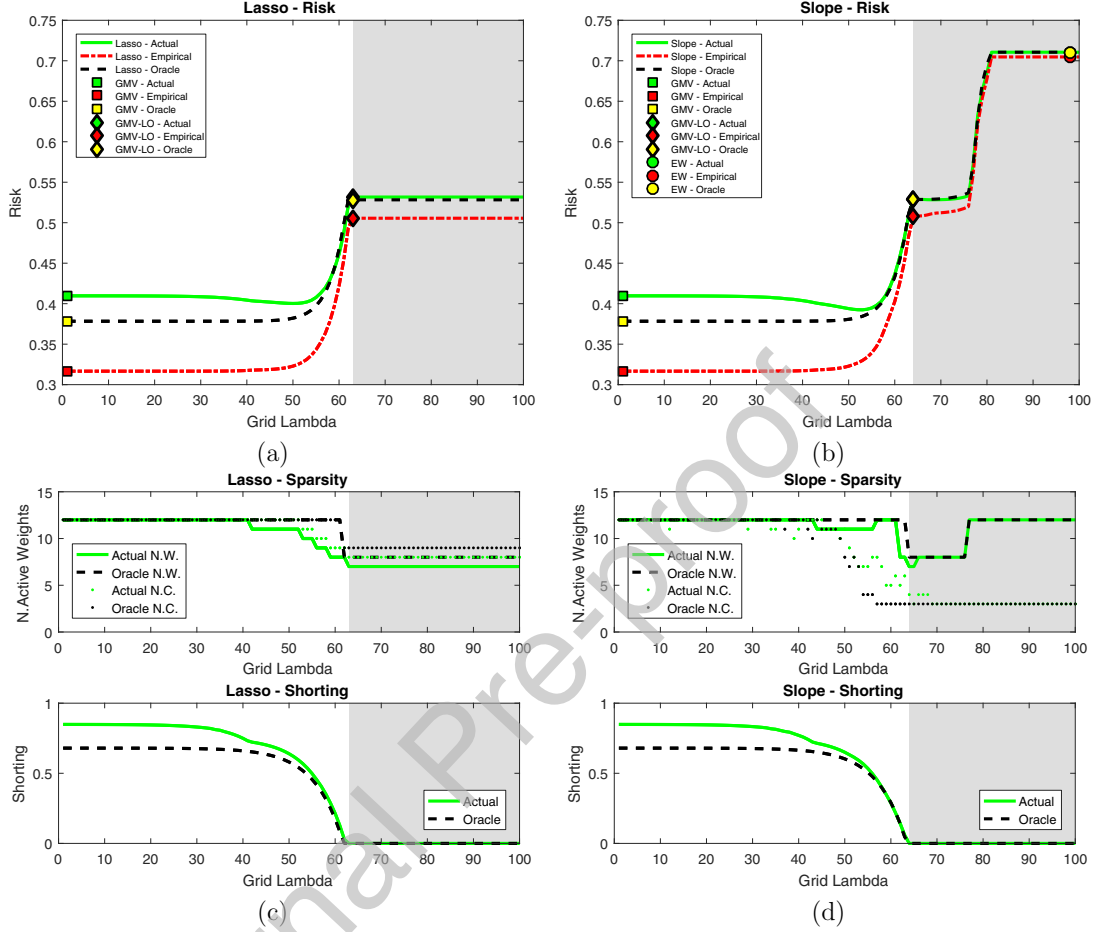 Lasso - Risk
0.75
0.7
0.65
0.6
0.55
0.5
0.45
0.4
0.35
0.3
Risk
Lasso - Actual
Lasso - Empirical
Lasso - Oracle
GMV - Actual
GMV - Empirical
GMV - Oracle
GMV-LO - Actual
GMV-LO - Empirical
GMV-LO - Oracle
0 10 20 30 40 50 60 70 80 90 100
Grid Lambda
(a)
Slope - Risk
0.75
0.7
0.65
0.6
0.55
0.5
0.45
0.4
0.35
0.3
Risk
Slope - Actual
Slope - Empirical
Slope - Oracle
GMV - Actual
GMV - Empirical
GMV - Oracle
GMV-LO - Actual
GMV-LO - Empirical
GMV-LO - Oracle
EW - Actual
EW - Empirical
EW - Oracle
0 10 20 30 40 50 60 70 80 90 100
Grid Lambda
(b)
Lasso - Sparsity
15
10
5
0
N.Active Weights
Actual N.W.
Oracle N.W.
Actual N.C.
Oracle N.C.
0 10 20 30 40 50 60 70 80 90 100
Grid Lambda
Lasso - Shorting
1
0.5
0
Shorting
Actual
Oracle
0 10 20 30 40 50 60 70 80 90 100
Grid Lambda
(c)
Slope - Sparsity
15
10
5
0
N.Active Weights
Actual N.W.
Oracle N.W.
Actual N.C.
Oracle N.C.
0 10 20 30 40 50 60 70 80 90 100
Grid Lambda
Slope - Shorting
1
0.5
0
Shorting
Actual
Oracle
0 10 20 30 40 50 60 70 80 90 100
Grid Lambda
(d)
rnal Pre-proof